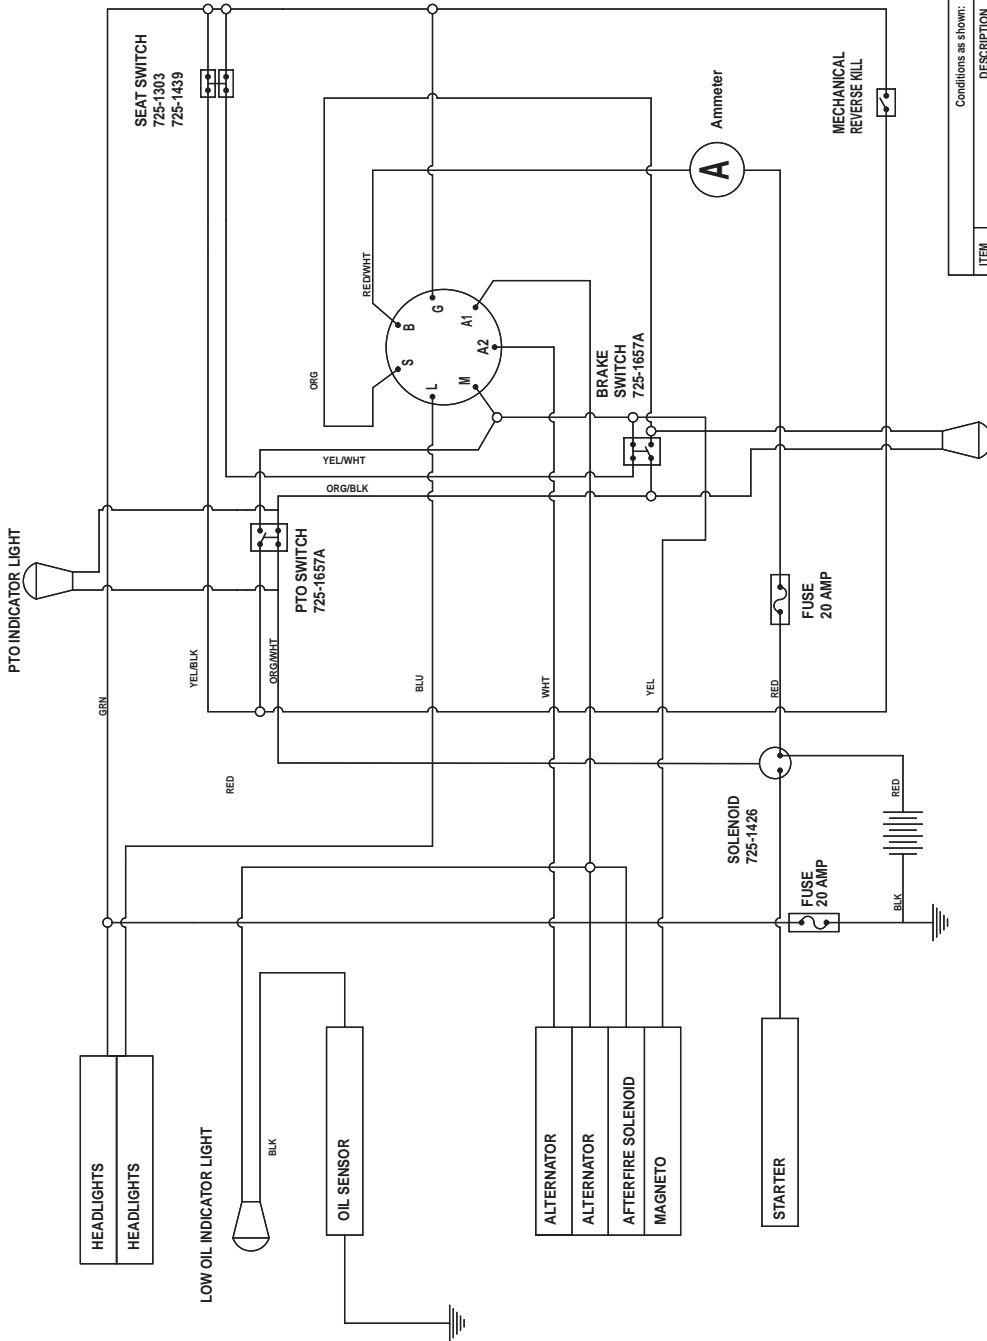 SEAT SWITCH
725-1303
725-1439
Conditions as shown:
DESCRIPTION
ITEM
MECHANICAL
REVERSE KILL
Ammeter
A
RED/WHT
ORG
B
G
S
A1
L
A2
M
BRAKE
SWITCH
725-1657A
YEL/WHT
ORG/BLK
PTO INDICATOR LIGHT
PTO SWITCH
725-1657A
FUSE
20 AMP
GRN
YEL/BLK
ORG/WHT
BLU
WHT
YEL
RED
RED
SOLENOID
725-1426
RED
FUSE
20 AMP
BLK
HEADLIGHTS
HEADLIGHTS
LOW OIL INDICATOR LIGHT
BLK
OIL SENSOR
ALTERNATOR
ALTERNATOR
AFTERFIRE SOLENOID
MAGNETO
STARTER